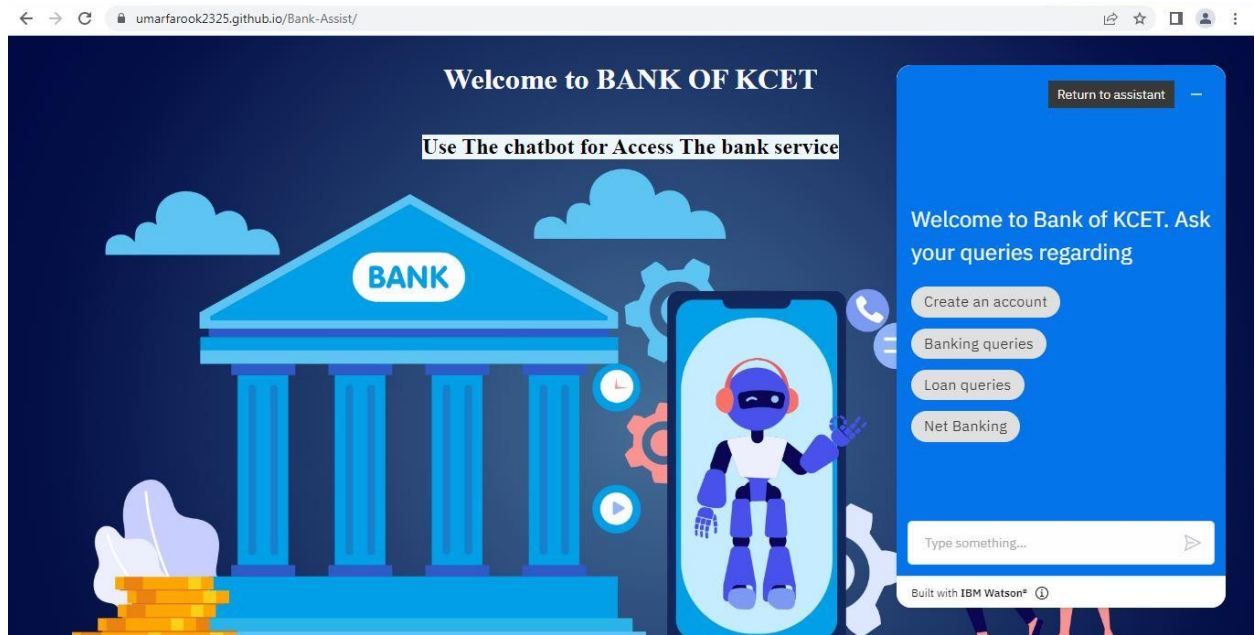 umarfarook2325.github.io/Bank-Assist/
Welcome to BANK OF KCET
Use The chatbot for Access The bank service
BANK
Return to assistant
Welcome to Bank of KCET. Ask
your queries regarding
Create an account
Banking queries
Loan queries
Net Banking
Type something...
Built with IBM Watson®